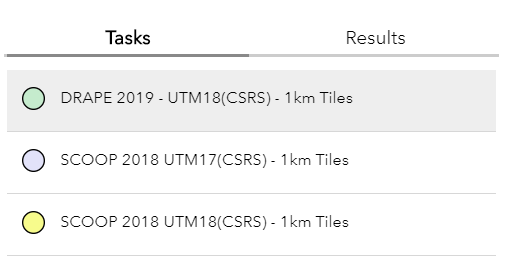 Tasks
Results
DRAPE 2019 - UTM18(CSRS) - 1km Tiles
SCOOP 2018 UTM17(CSRS) - 1km Tiles
SCOOP 2018 UTM18(CSRS) - 1km Tiles